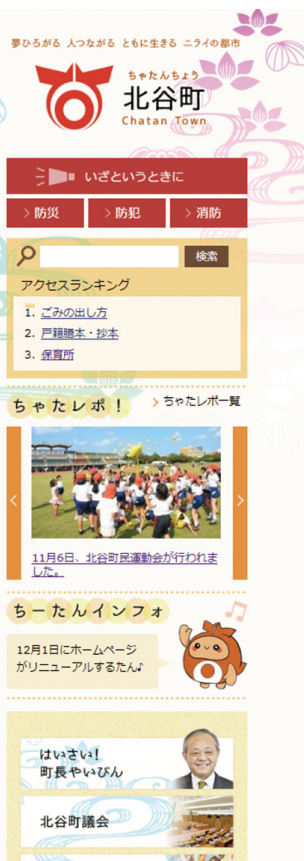 夢ひろがる 人つながる ともに生きる ニライの都市
ちゃたんちょう
北谷町
Chatan Town
いざというときに
> 防災
> 防犯
> 消防
検索
アクセスランキング
1. ごみの出し方
2. 戸籍謄本・抄本
3. 保育所
ちゃたレポ!
> ちゃたレポ一覧
11月6日、北谷町民運動会が行われま
した。
ちーたんインフォ
12月1日にホームページ
がリニューアルするたん♪
はいさい!
町長やいびん
北谷町議会